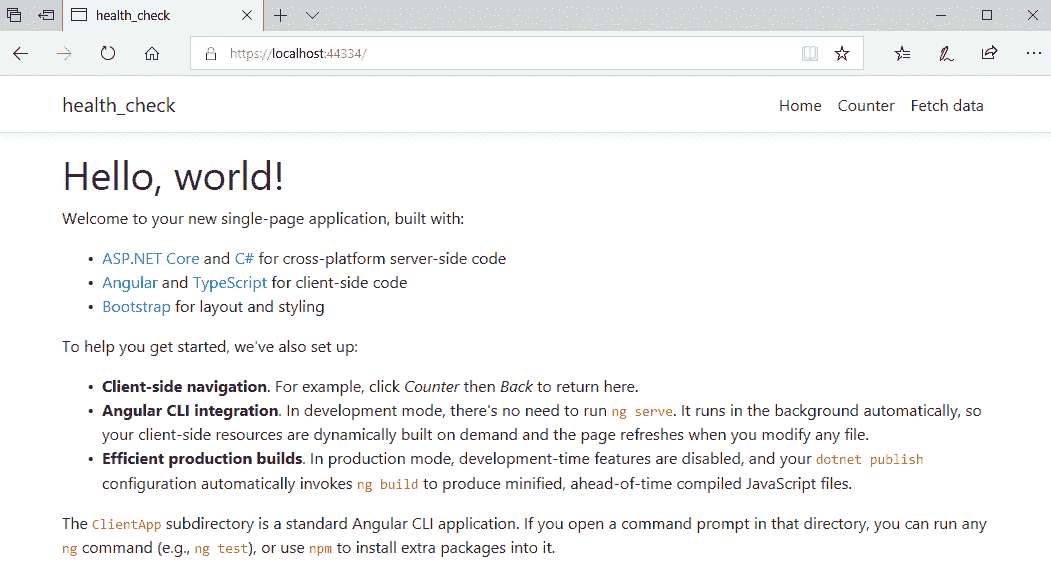 health_check
https://localhost:44334/
health_check
Home Counter Fetch data
Hello, world!
Welcome to your new single-page application, built with:
• ASP.NET Core and C# for cross-platform server-side code
• Angular and TypeScript for client-side code
• Bootstrap for layout and styling
To help you get started, we've also set up:
• Client-side navigation. For example, click Counter then Back to return here.
• Angular CLI integration. In development mode, there's no need to run ng serve. It runs in the background automatically, so
your client-side resources are dynamically built on demand and the page refreshes when you modify any file.
• Efficient production builds. In production mode, development-time features are disabled, and your dotnet publish
configuration automatically invokes ng build to produce minified, ahead-of-time compiled JavaScript files.
The ClientApp subdirectory is a standard Angular CLI application. If you open a command prompt in that directory, you can run any
ng command (e.g., ng test), or use npm to install extra packages into it.